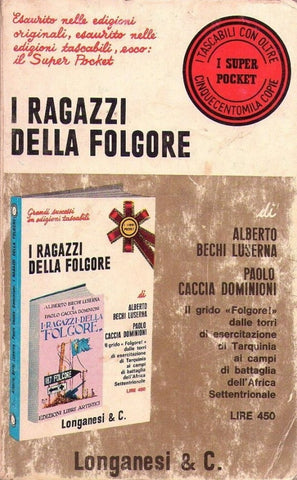 Esaurito nelle edizioni
originali, esaurito nelle
edizioni tascabili, ecco:
il Super Pocket
I TASCABILI CON OLTRE
I SUPER
POCKET
CINQUECENTOMILA COPIE
I RAGAZZI
DELLA FOLGORE
di
ALBERTO
BECHI LUSERNA
PAOLO
CACCIA DOMINIONI
Il grido «Folgore!»
dalle torri
di esercitazione
di Tarquinia
ai campi
di battaglia
dell'Africa
Settentrionale
LIRE 450
Grandi successi
in edizioni tascabili
I RAGAZZI
DELLA FOLGORE
di
ALBERTO
BECHI LUSERNA
PAOLO
CACCIA DOMINIONI
Il grido «Folgore!»
dalle torri
di esercitazione
di Tarquinia
ai campi
di battaglia
dell'Africa
Settentrionale
LIRE 450
ALBERTO BECHI LUSERNA
E PAOLO CACCIA DOMINIONI
I RAGAZZI DELLA
"FOLGORE"
187 FOLGORE
EDIZIONI LIBRI ARTISTICI
Longanesi & C.
Longanesi & C.